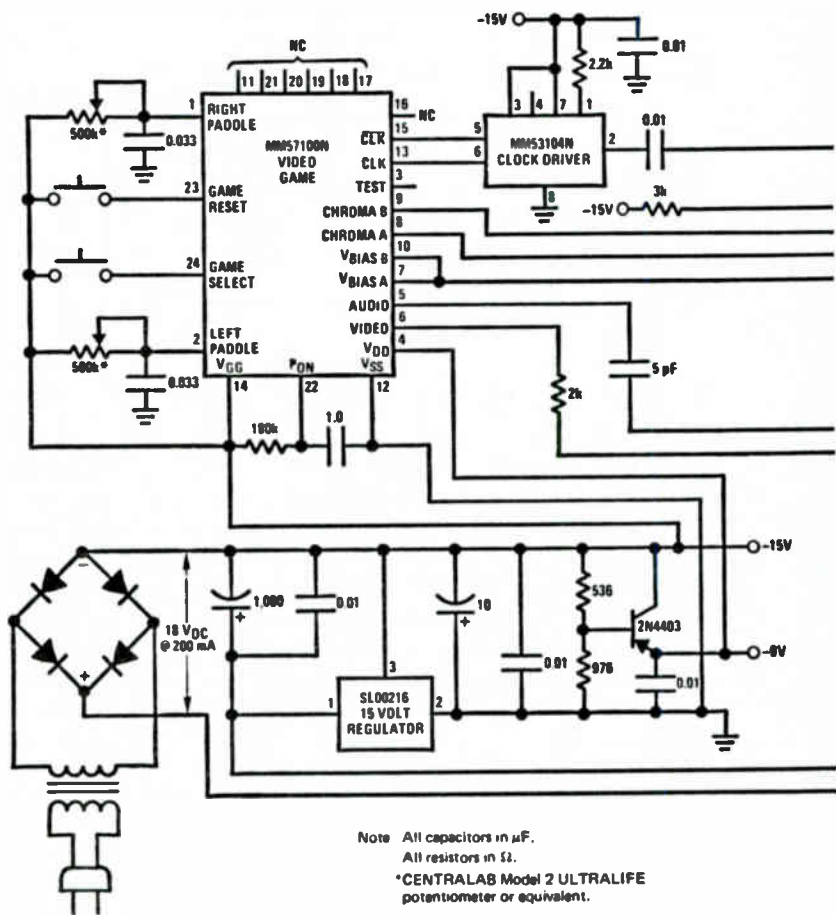 -15V
0.01
NC
2.2k
11 21 20 19 18 17
1
RIGHT
PADDLE
16
NC
3 4 7 1
500k*
0.033
MM57100N
VIDEO
GAME
15
CLK
5
MM53104N
CLOCK DRIVER
2
0.01
13
CLK
6
3
TEST
8
3k
-15V
23
GAME
RESET
9
CHROMA B
8
CHROMA A
10
VBIAS B
24
GAME
SELECT
7
VBIAS A
5
AUDIO
6
VIDEO
2
LEFT
PADDLE
4
VDD
500k*
VGG
PON
VSS
5 pF
0.033
14
22
12
2k
1.0
180k
-15V
−
1,000
+
0.01
10
+
536
2N4403
18 VDC
@ 200 mA
3
0.01
976
-9V
0.01
+
1
SL00216
15 VOLT
REGULATOR
2
Note All capacitors in µF.
All resistors in Ω.
*CENTRALAB Model 2 ULTRALIFE
potentiometer or equivalent.